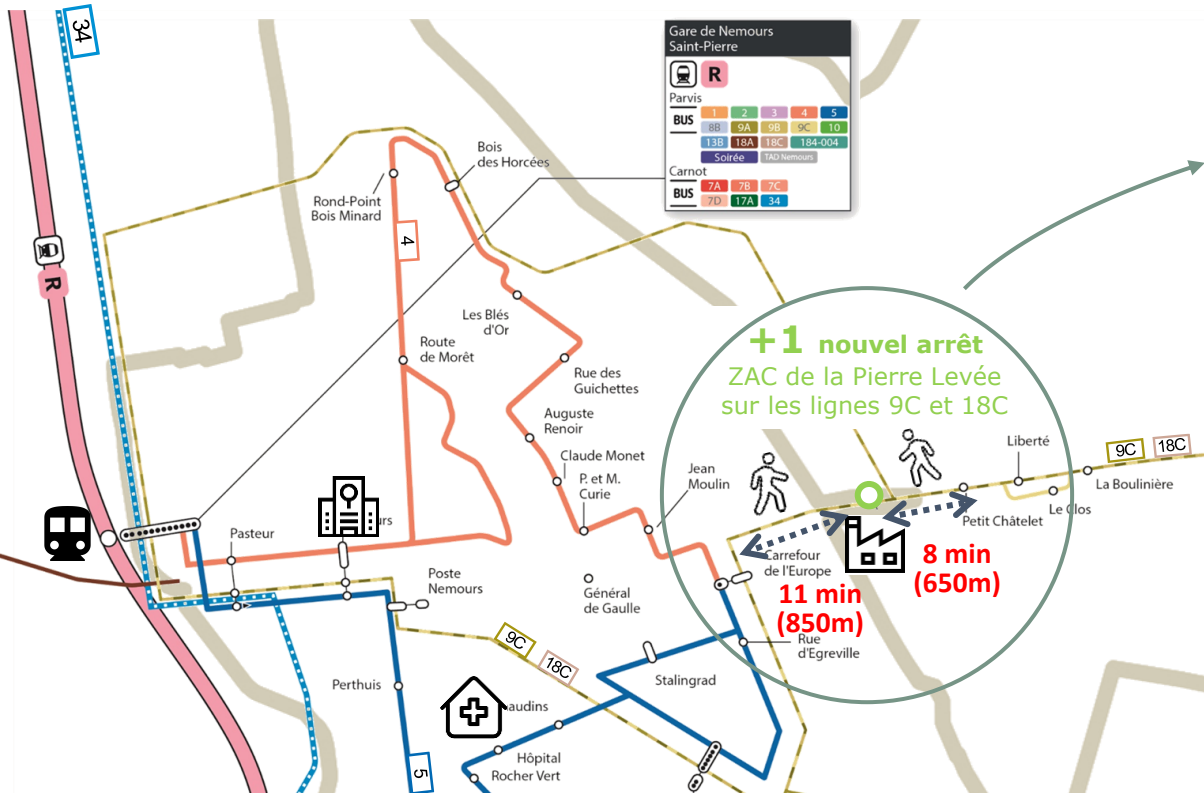 34
Gare de Nemours
Saint-Pierre
R
Parvis
BUS
1 2 3 4 5
8B 9A 9B 9C 10
13B 18A 18C 184-004
Soirée TAD Nemours
Carnot
BUS
7A 7B 7C
7D 17A 34
Bois
des Horcées
Rond-Point
Bois Minard
4
R
Les Blés
d'Or
Route
de Morêt
Rue des
Guichettes
Auguste
Renoir
Claude Monet
P. et M.
Curie
Jean
Moulin
+1 nouvel arrêt
ZAC de la Pierre Levée
sur les lignes 9C et 18C
Liberté
9C 18C
La Boulinière
Le Clos
Petit Châtelet
8 min
(650m)
Carrefour
de l'Europe
11 min
(850m)
Rue
d'Egreville
Pasteur
urs
Poste
Nemours
Général
de Gaulle
9C
18C
Stalingrad
Perthuis
audins
Hôpital
Rocher Vert
5